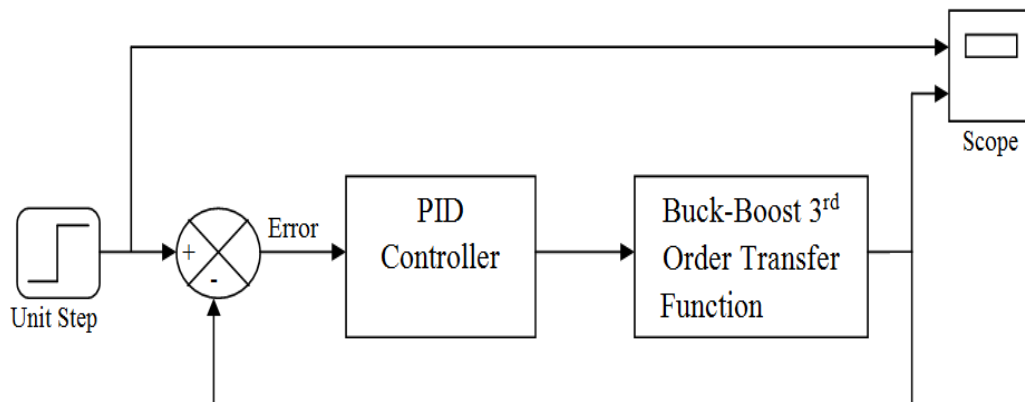 Scope
PID
Controller
Buck-Boost 3rd
Order Transfer
Function
Error
+
-
Unit Step